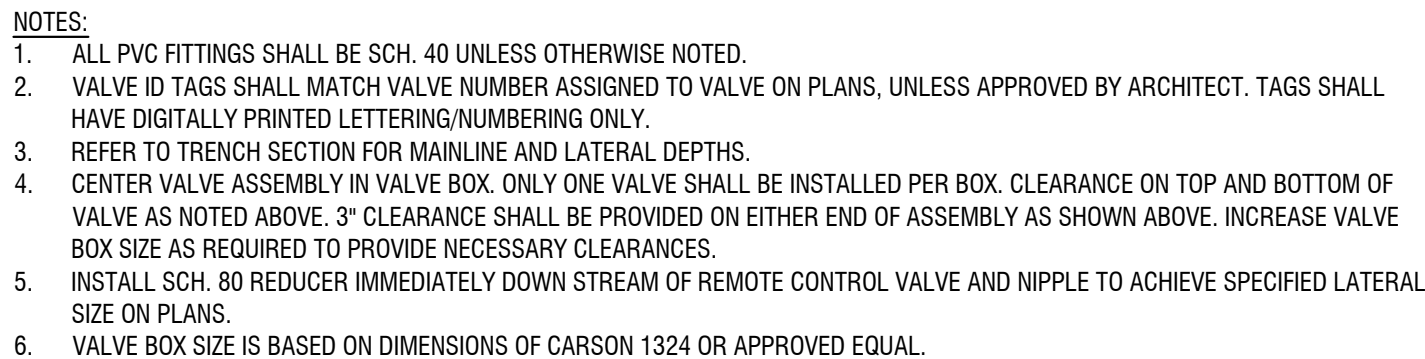 NOTES:
1. ALL PVC FITTINGS SHALL BE SCH. 40 UNLESS OTHERWISE NOTED.
2. VALVE ID TAGS SHALL MATCH VALVE NUMBER ASSIGNED TO VALVE ON PLANS, UNLESS APPROVED BY ARCHITECT. TAGS SHALL
HAVE DIGITALLY PRINTED LETTERING/NUMBERING ONLY.
3. REFER TO TRENCH SECTION FOR MAINLINE AND LATERAL DEPTHS.
4. CENTER VALVE ASSEMBLY IN VALVE BOX. ONLY ONE VALVE SHALL BE INSTALLED PER BOX. CLEARANCE ON TOP AND BOTTOM OF
VALVE AS NOTED ABOVE. 3" CLEARANCE SHALL BE PROVIDED ON EITHER END OF ASSEMBLY AS SHOWN ABOVE. INCREASE VALVE
BOX SIZE AS REQUIRED TO PROVIDE NECESSARY CLEARANCES.
5. INSTALL SCH. 80 REDUCER IMMEDIATELY DOWN STREAM OF REMOTE CONTROL VALVE AND NIPPLE TO ACHIEVE SPECIFIED LATERAL
SIZE ON PLANS.
6. VALVE BOX SIZE IS BASED ON DIMENSIONS OF CARSON 1324 OR APPROVED EQUAL.